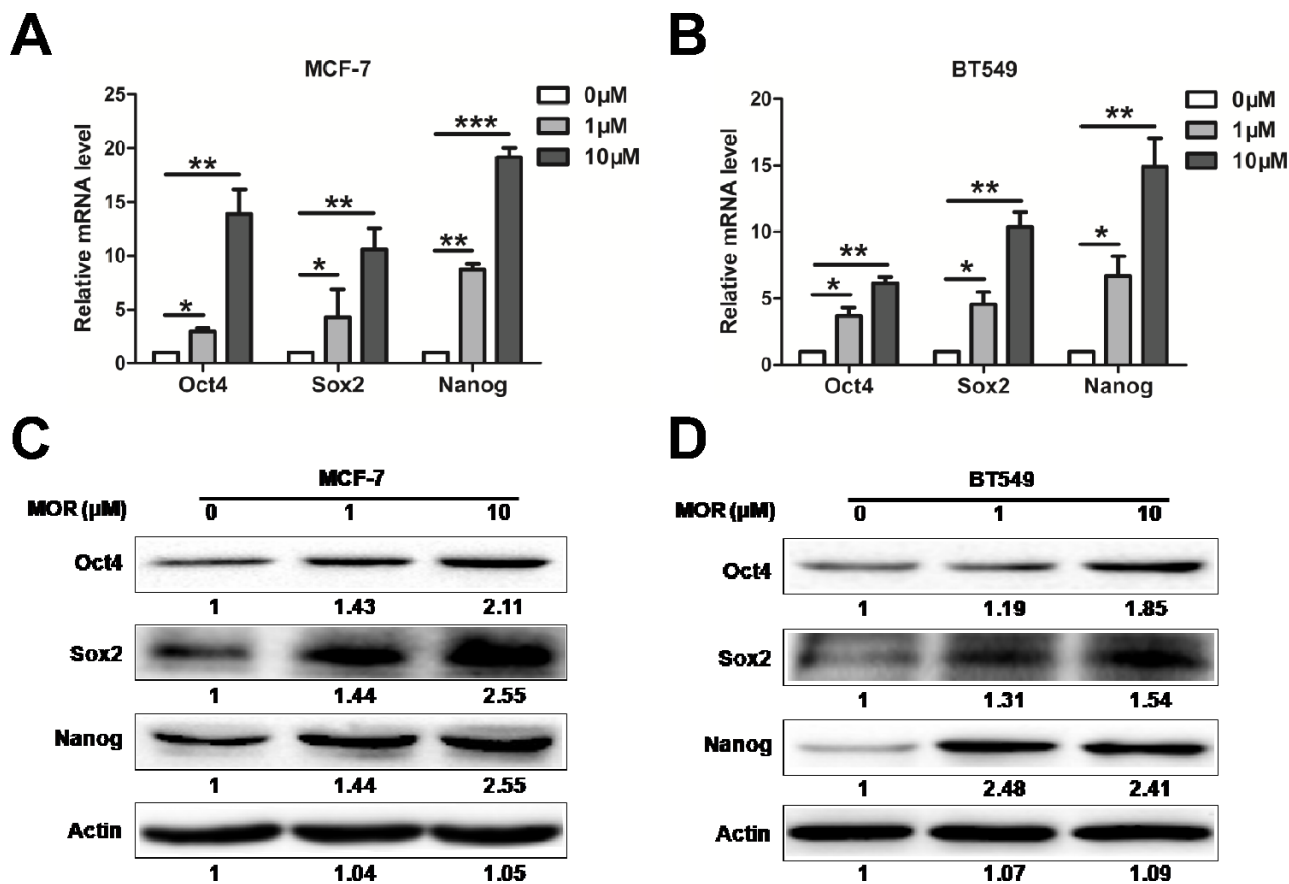 A
MCF-7
Relative mRNA level
25
20
15
10
5
0
* ** * ** ** ***
Oct4 Sox2 Nanog
0μM
1μM
10μM
B
BT549
Relative mRNA level
20
15
10
5
0
* ** * ** * **
Oct4 Sox2 Nanog
0μM
1μM
10μM
C
MCF-7
MOR (μM) 0 1 10
Oct4
1 1.43 2.11
Sox2
1 1.44 2.55
Nanog
1 1.44 2.55
Actin
1 1.04 1.05
D
BT549
MOR (μM) 0 1 10
Oct4
1 1.19 1.85
Sox2
1 1.31 1.54
Nanog
1 2.48 2.41
Actin
1 1.07 1.09